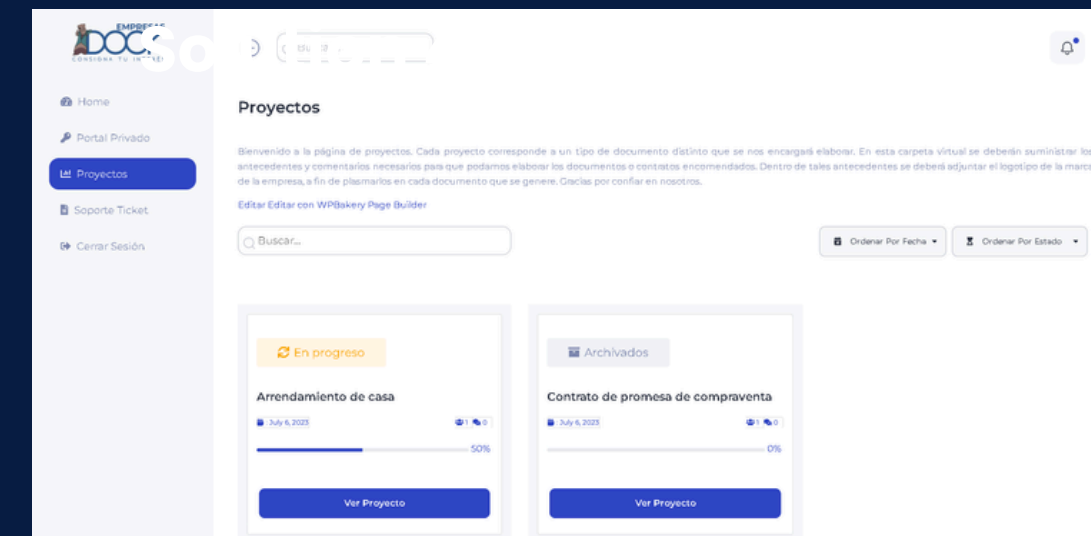 EMPRESAS
DOCS
CONSIGNA TU INTERÉS
So
Home
Portal Privado
Proyectos
Soporte Ticket
Cerrar Sesión
Proyectos
Bienvenido a la página de proyectos. Cada proyecto corresponde a un tipo de documento distinto que se nos encargará elaborar. En esta carpeta virtual se deberán suministrar los
antecedentes y comentarios necesarios para que podamos elaborar los documentos o contratos encomendados. Dentro de tales antecedentes se deberá adjuntar el logotipo de la marca
de la empresa, a fin de plasmarlos en cada documento que se genere. Gracias por confiar en nosotros.
Editar Editar con WPBakery Page Builder
Buscar...
Ordenar Por Fecha
Ordenar Por Estado
En progreso
Arrendamiento de casa
July 6, 2023
1 0
50%
Ver Proyecto
Archivados
Contrato de promesa de compraventa
July 6, 2023
1 0
0%
Ver Proyecto